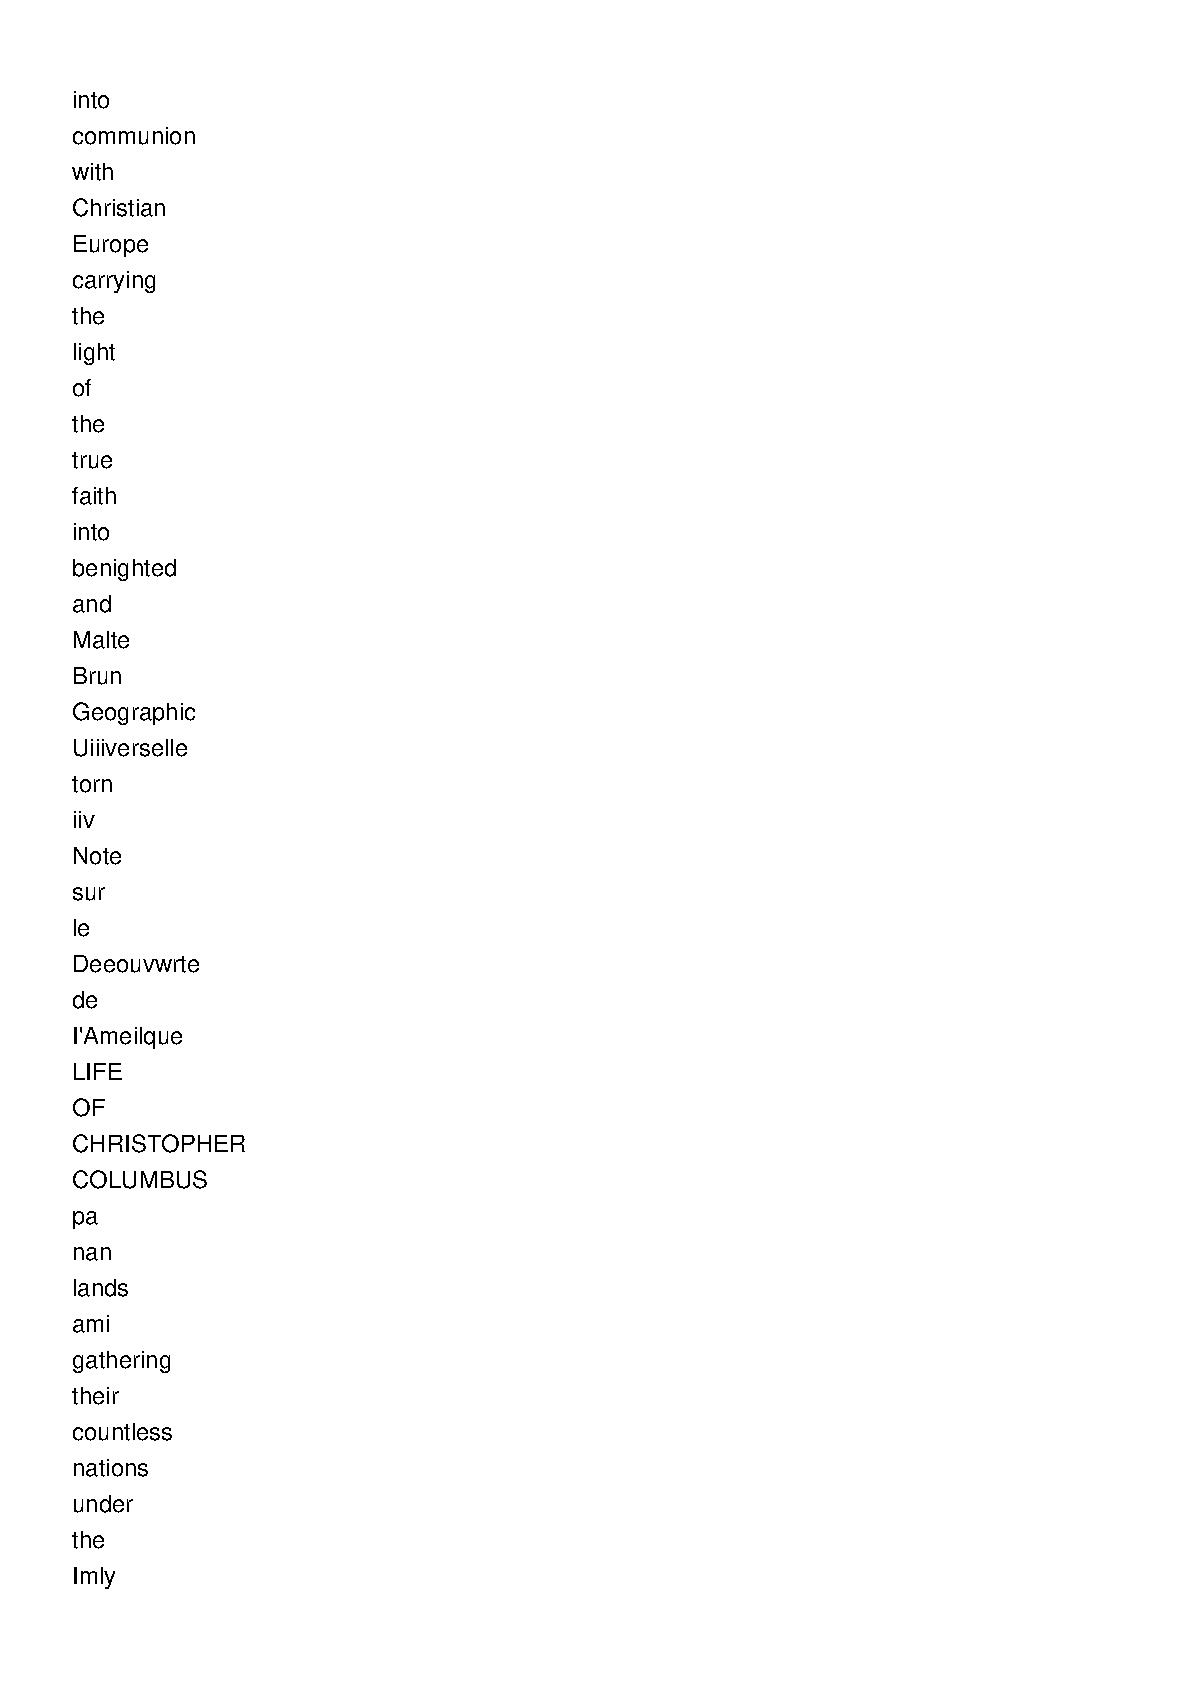 into
communion
with
Christian
Europe
carrying
the
light
of
the
true
faith
into
benighted
and
Malte
Brun
Geographic
Uiiiverselle
torn
iiv
Note
sur
le
Deeouvwrte
de
I'Ameilque
LIFE
OF
CHRISTOPHER
COLUMBUS
pa
nan
lands
ami
gathering
their
countless
nations
under
the
Imly